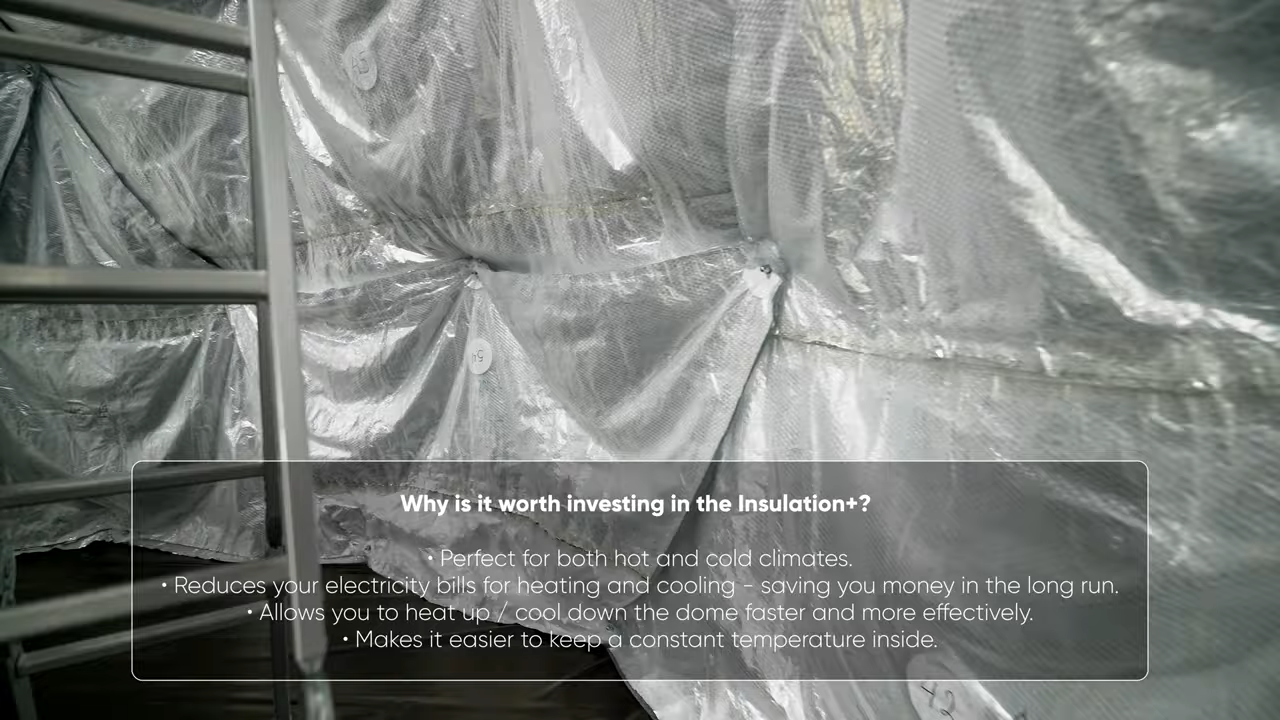 Why is it worth investing in the Insulation+?
• Perfect for both hot and cold climates.
• Reduces your electricity bills for heating and cooling - saving you money in the long run.
• Allows you to heat up / cool down the dome faster and more effectively.
• Makes it easier to keep a constant temperature inside.